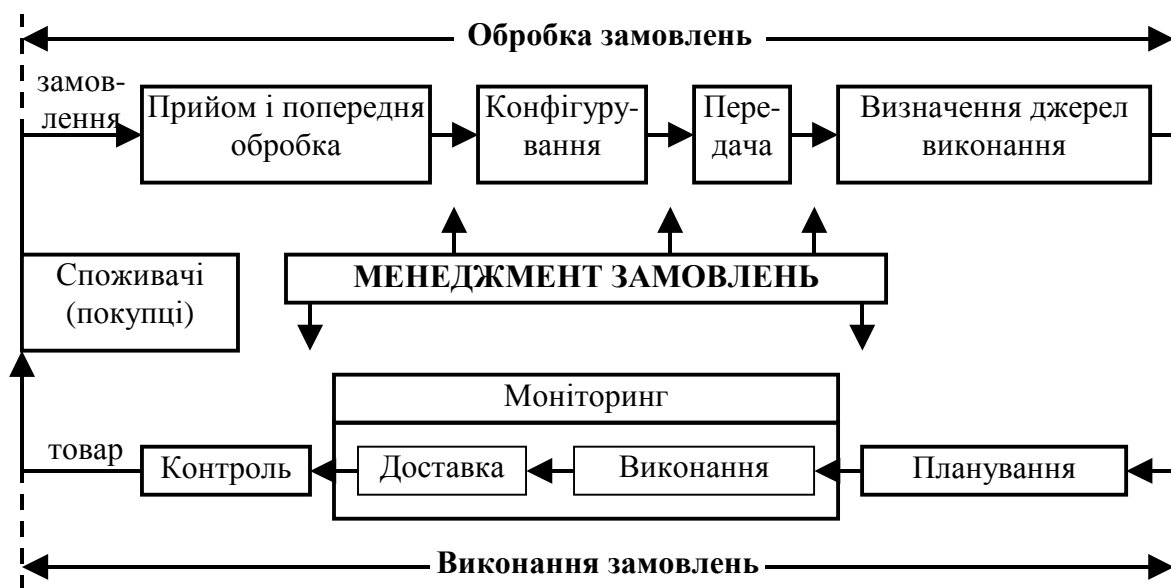 Обробка замовлень
замов-
лення
Прийом і попередня
обробка
Конфігуру-
вання
Пере-
дача
Визначення джерел
виконання
Споживачі
(покупці)
МЕНЕДЖМЕНТ ЗАМОВЛЕНЬ
Моніторинг
товар
Контроль
Доставка
Виконання
Планування
Виконання замовлень